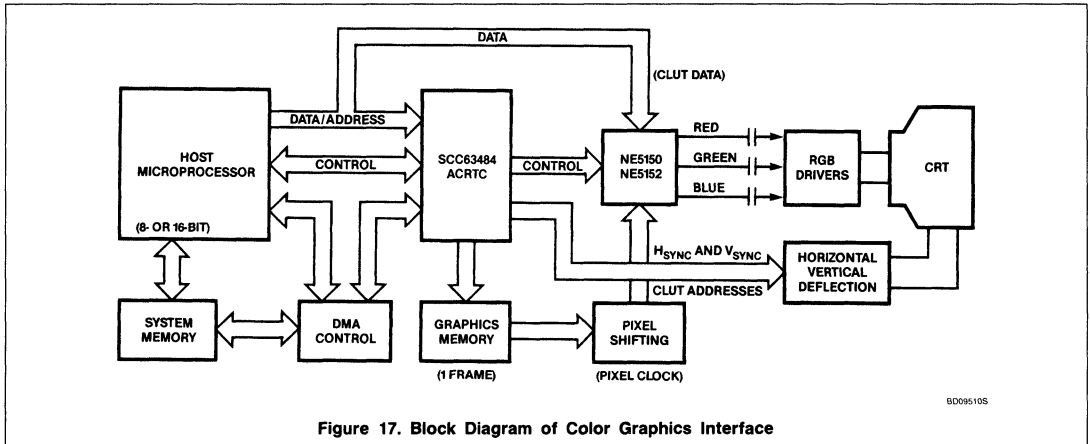 DATA
(CLUT DATA)
HOST
MICROPROCESSOR
(8- OR 16-BIT)
DATA/ADDRESS
CONTROL
SCC63484
ACRTC
CONTROL
NE5150
NE5152
RED
GREEN
BLUE
RGB
DRIVERS
CRT
HSYNC AND VSYNC
CLUT ADDRESSES
HORIZONTAL
VERTICAL
DEFLECTION
SYSTEM
MEMORY
DMA
CONTROL
GRAPHICS
MEMORY
(1 FRAME)
PIXEL
SHIFTING
(PIXEL CLOCK)
BD09510S
Figure 17. Block Diagram of Color Graphics Interface